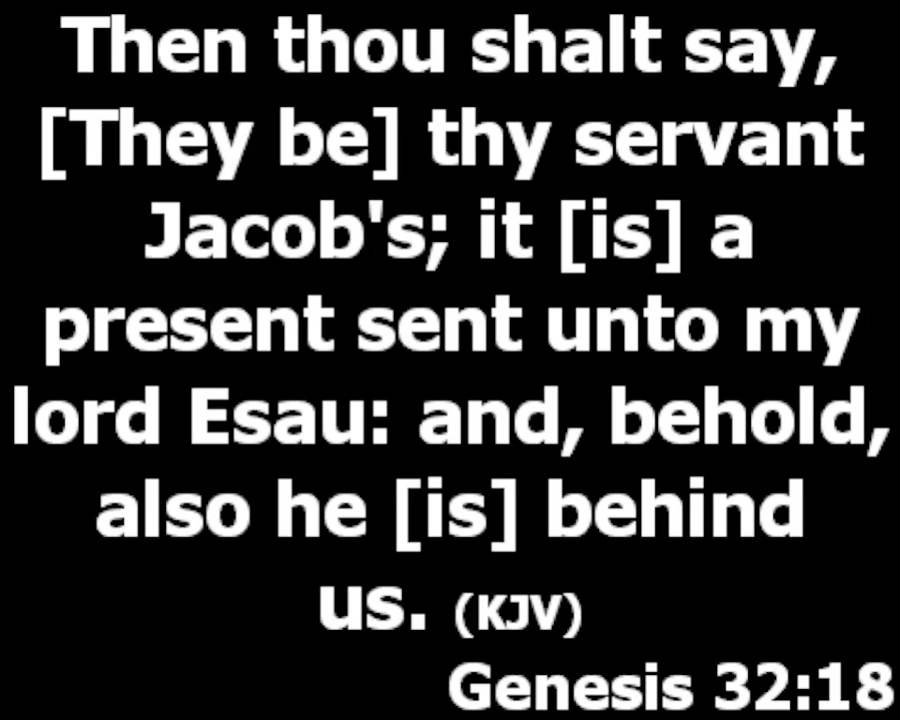 Then thou shalt say,
[They be] thy servant
Jacob's; it [is] a
present sent unto my
lord Esau: and, behold,
also he [is] behind
us. (KJV)
Genesis 32:18